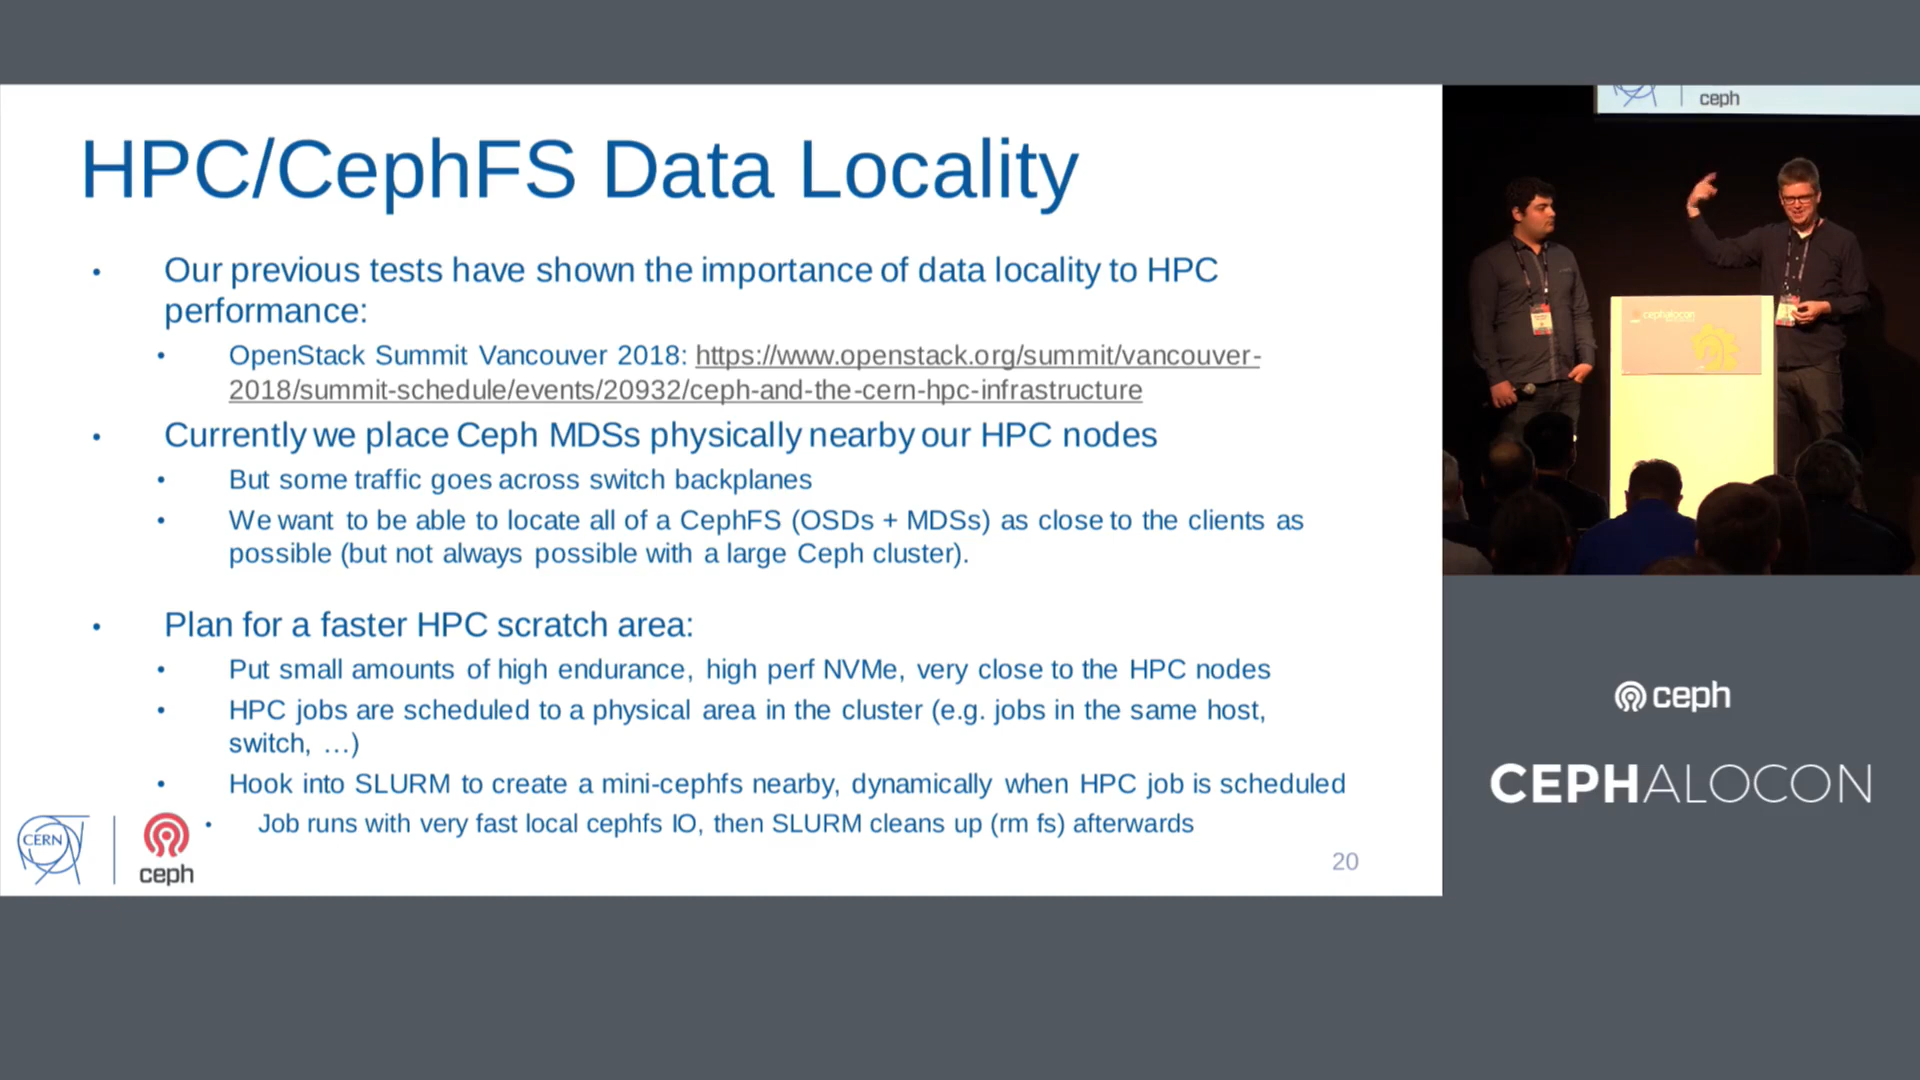 HPC/CephFS Data Locality
• Our previous tests have shown the importance of data locality to HPC
performance:
• OpenStack Summit Vancouver 2018: https://www.openstack.org/summit/vancouver-
2018/summit-schedule/events/20932/ceph-and-the-cern-hpc-infrastructure
• Currently we place Ceph MDSs physically nearby our HPC nodes
• But some traffic goes across switch backplanes
• We want to be able to locate all of a CephFS (OSDs + MDSs) as close to the clients as
possible (but not always possible with a large Ceph cluster).
• Plan for a faster HPC scratch area:
• Put small amounts of high endurance, high perf NVMe, very close to the HPC nodes
• HPC jobs are scheduled to a physical area in the cluster (e.g. jobs in the same host,
switch, …)
• Hook into SLURM to create a mini-cephfs nearby, dynamically when HPC job is scheduled
• Job runs with very fast local cephfs IO, then SLURM cleans up (rm fs) afterwards
CERN
ceph
20
ceph
cephalocon
ceph
CEPHALOCON